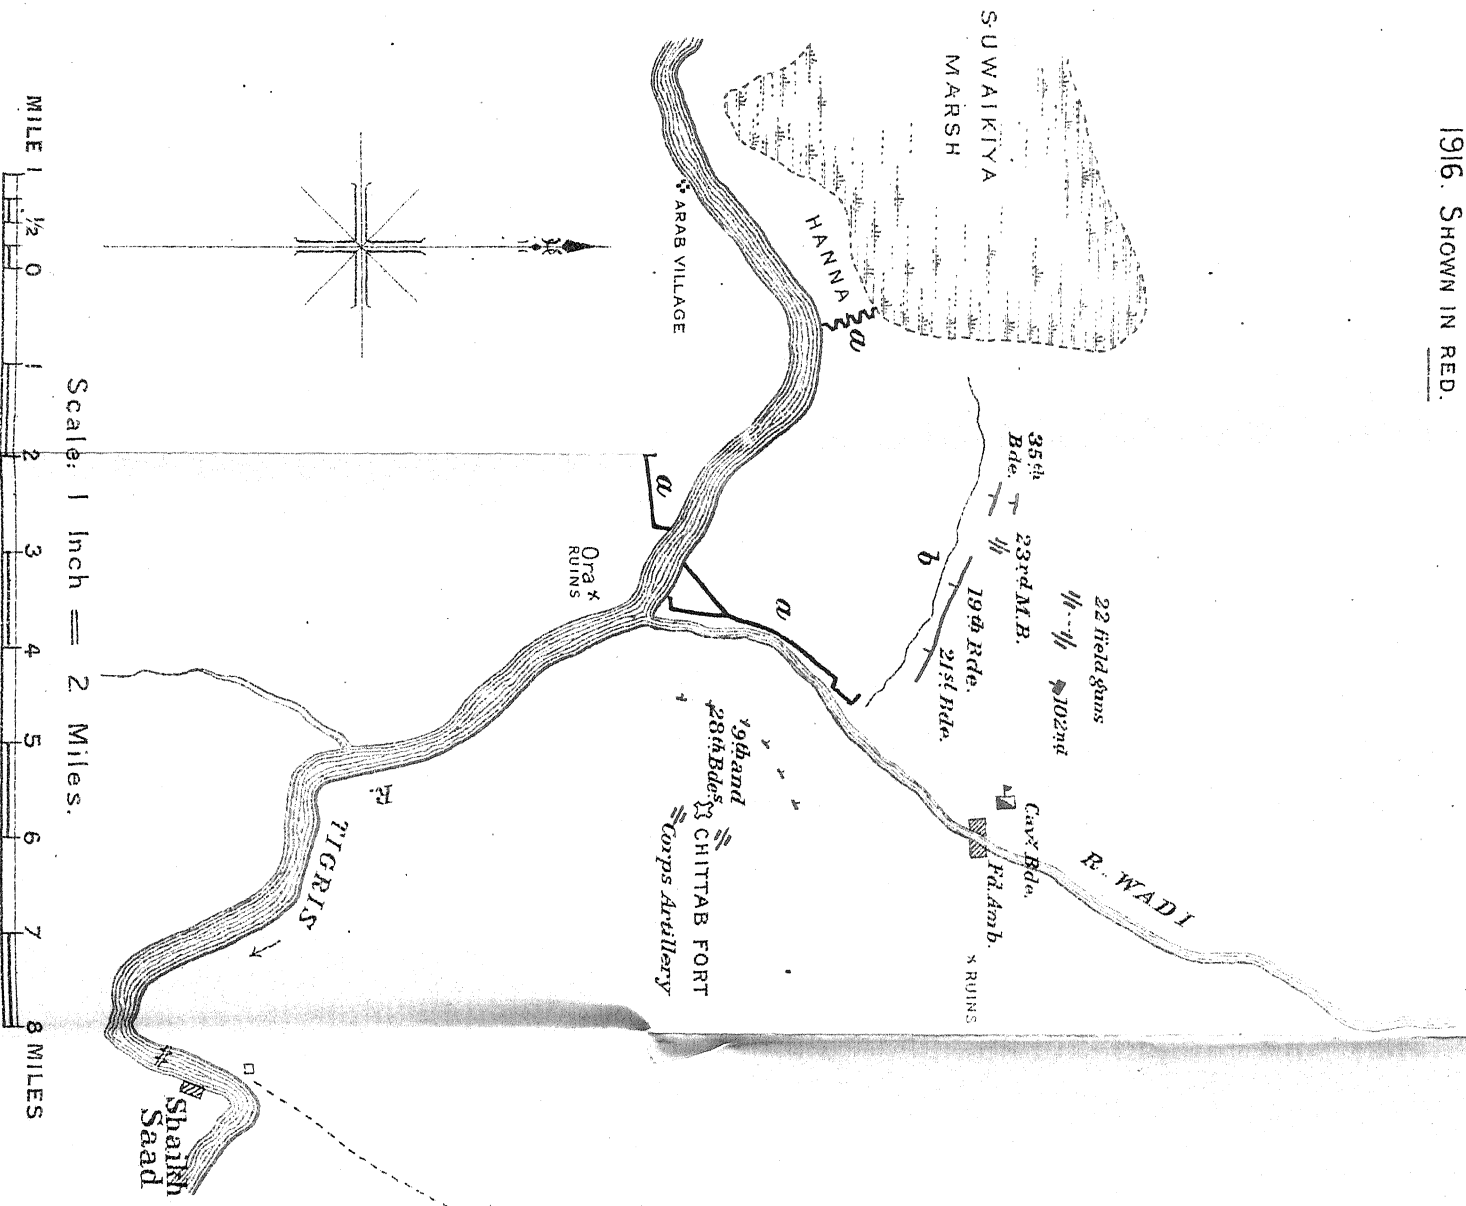 1916. SHOWN IN RED.
SUWAIKIYA
MARSH
HANNA
a
ARAB VILLAGE
35th
Bde.
23rd M.B.
22 field guns
102nd
b
19th Bde.
21st Bde.
a
a
Ora
RUINS
Cavy. Bde.
Fd. Amb.
R. WADI
RUINS
9th and
28th Bdes.
CHITTAB FORT
Corps Artillery
R.
TIGRIS
Shaikh
Saad
Scale: 1 Inch = 2 Miles.
MILE 1 ½ 0 1 2 3 4 5 6 7 8 MILES